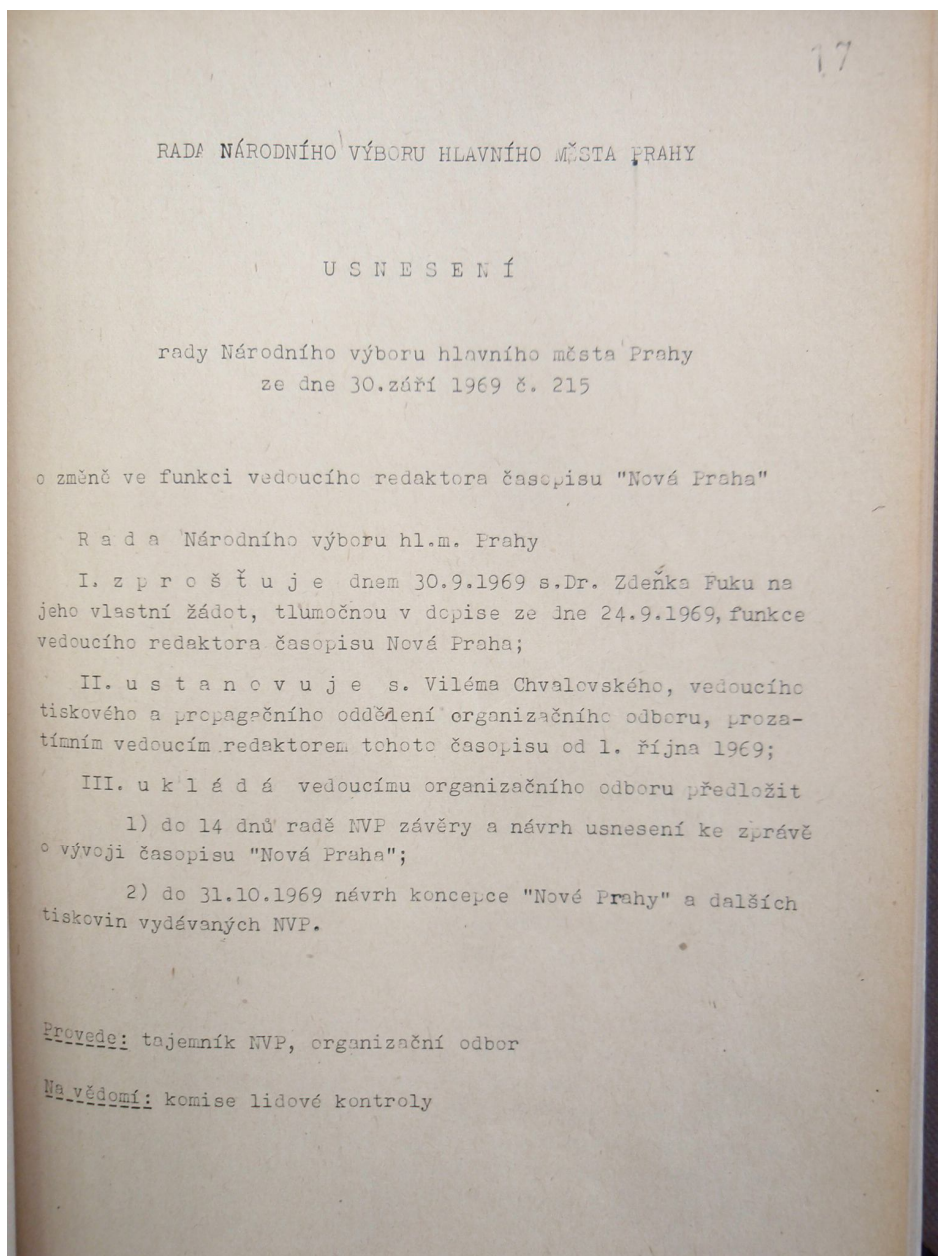 17
RADA NÁRODNÍHO VÝBORU HLAVNÍHO MĚSTA PRAHY
U S N E S E N Í
rady Národního výboru hlavního města Prahy
ze dne 30.září 1969 č. 215
o změně ve funkci vedoucího redaktora časopisu "Nová Praha"
R a d a Národního výboru hl.m. Prahy
I. z p r o š ť u j e dnem 30.9.1969 s.Dr. Zdeňka Fuku na
jeho vlastní žádot, tlumočnou v dopise ze dne 24.9.1969, funkce
vedoucího redaktora časopisu Nová Praha;
II. u s t a n o v u j e s. Viléma Chvalovského, vedoucího
tiskového a propagačního oddělení organizačního odboru, proza-
tímním vedoucím redaktorem tohoto časopisu od 1. října 1969;
III. u k l á d á vedoucímu organizačního odboru předložit
1) do 14 dnů radě NVP závěry a návrh usnesení ke zprávě
o vývoji časopisu "Nová Praha";
2) do 31.10.1969 návrh koncepce "Nové Prahy" a dalších
tiskovin vydávaných NVP.
Provede: tajemník NVP, organizační odbor
Na vědomí: komise lidové kontroly